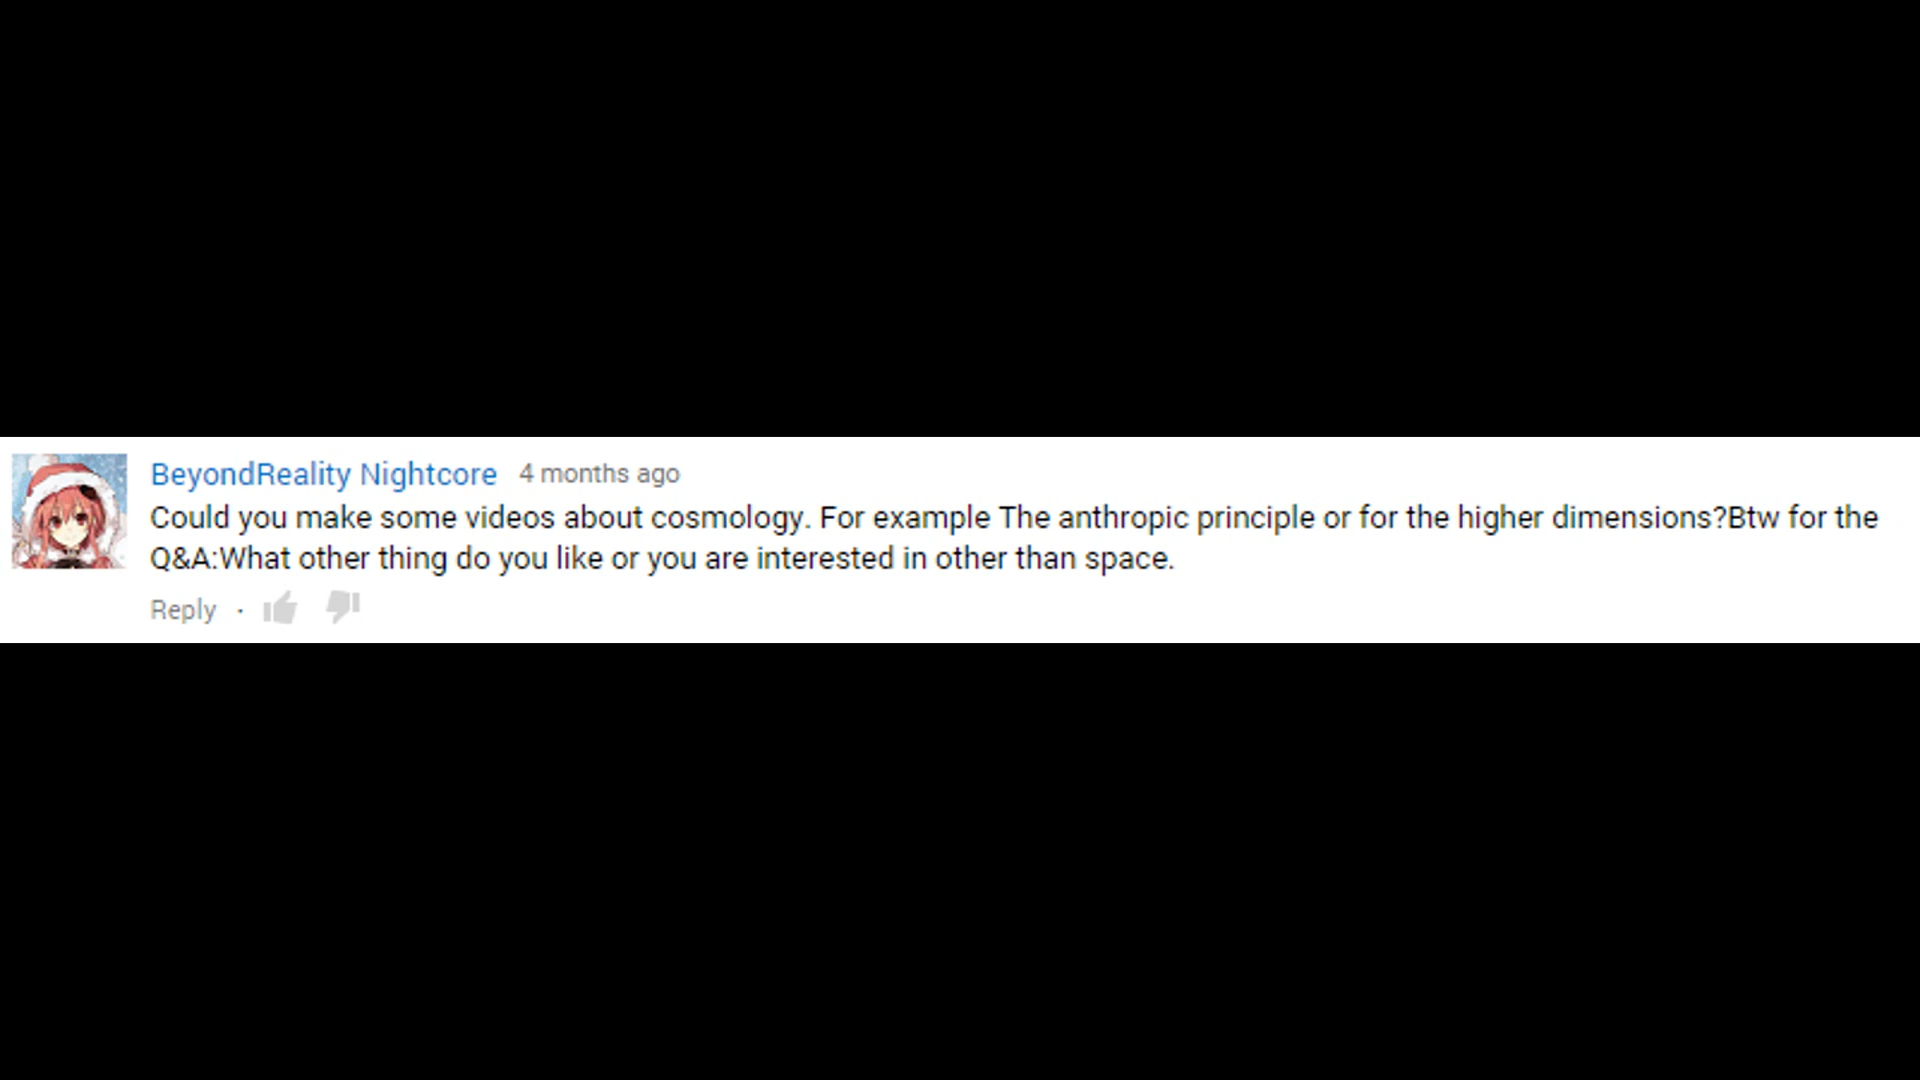 BeyondReality Nightcore 4 months ago
Could you make some videos about cosmology. For example The anthropic principle or for the higher dimensions?Btw for the
Q&A:What other thing do you like or you are interested in other than space.
Reply ·